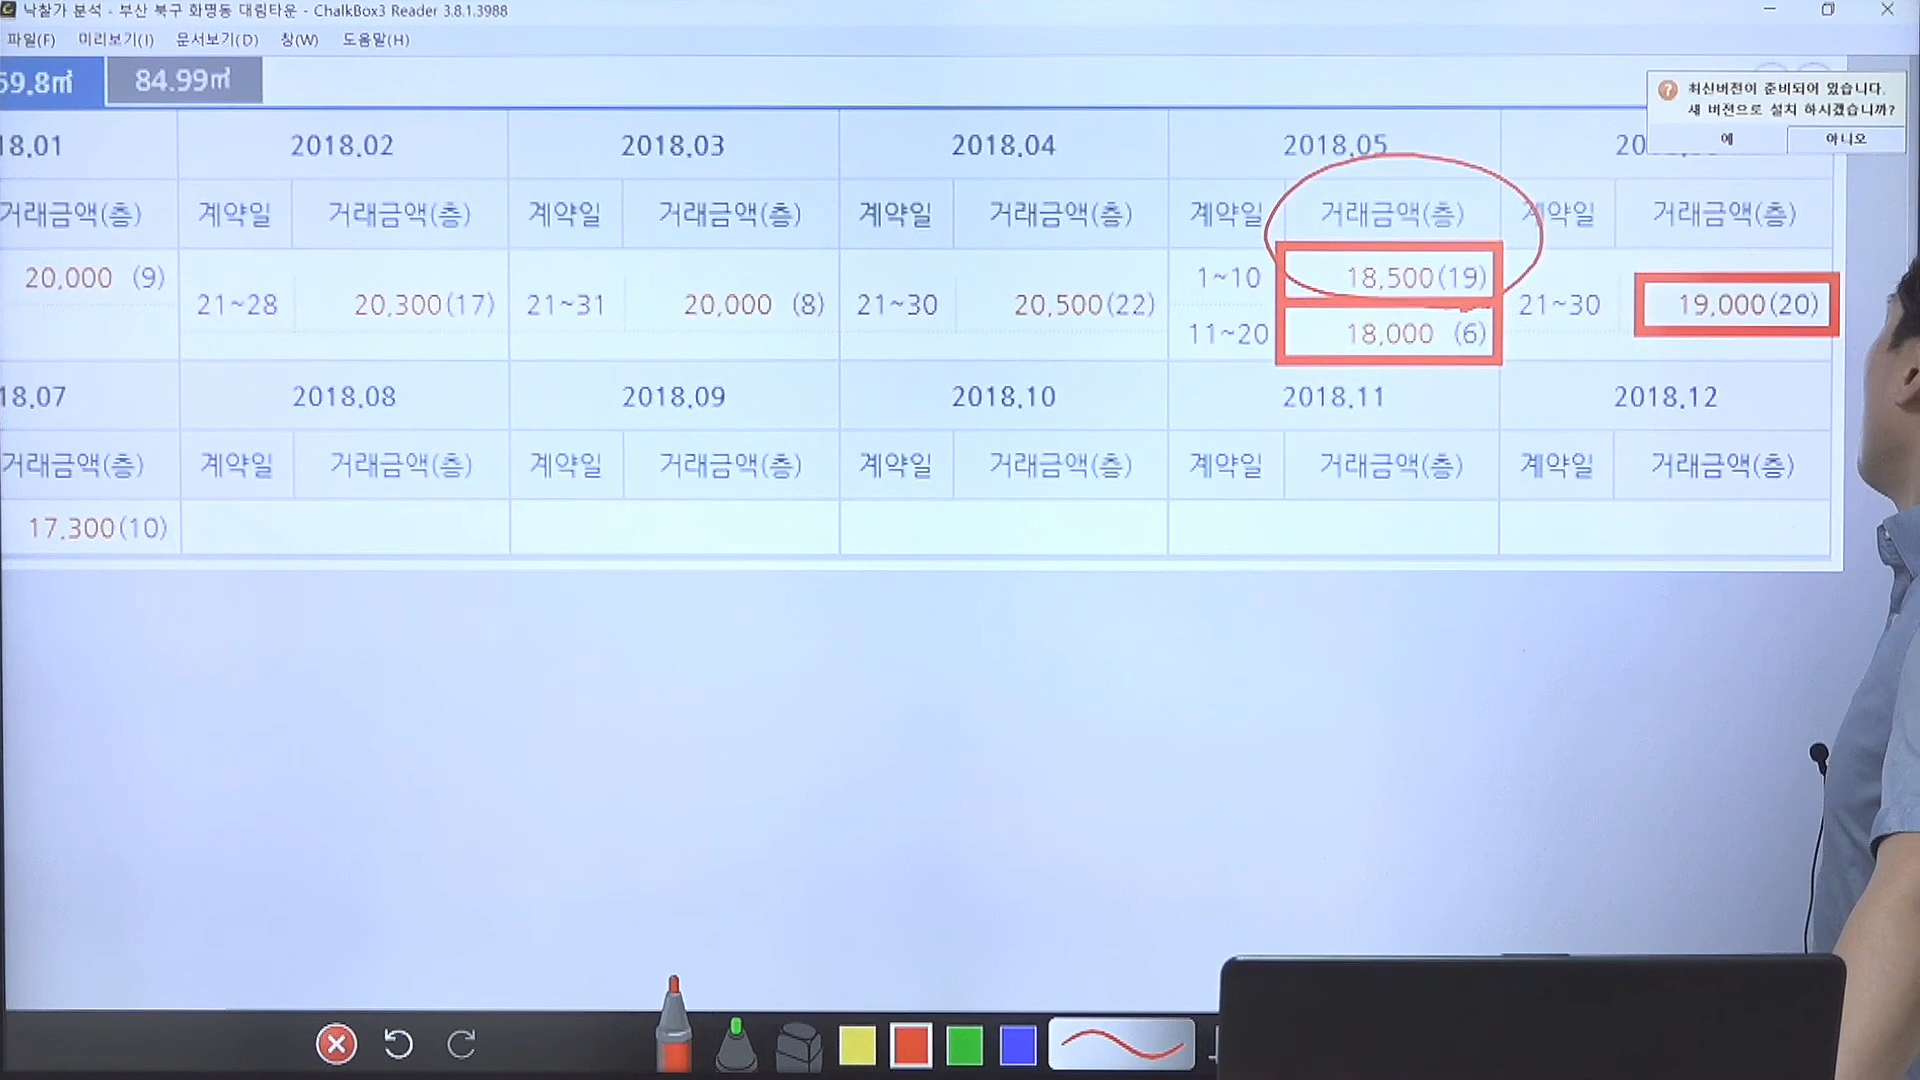 낙찰가 분석 - 부산 북구 화명동 대림타운 - ChalkBox3 Reader 3.8.1.3988
파일(F) 미리보기(I) 문서보기(D) 창(W) 도움말(H)
59.8㎡ 84.99㎡
최신버전이 준비되어 있습니다.
새 버전으로 설치 하시겠습니까?
예 아니오
18.01 2018.02 2018.03 2018.04 2018.05 20
거래금액(층) 계약일 거래금액(층) 계약일 거래금액(층) 계약일 거래금액(층) 계약일 거래금액(층) 계약일 거래금액(층)
20,000 (9) 21~28 20,300(17) 21~31 20,000 (8) 21~30 20,500(22) 1~10 18,500(19) 21~30 19,000(20)
11~20 18,000 (6)
18.07 2018.08 2018.09 2018.10 2018.11 2018.12
거래금액(층) 계약일 거래금액(층) 계약일 거래금액(층) 계약일 거래금액(층) 계약일 거래금액(층) 계약일 거래금액(층)
17,300(10)